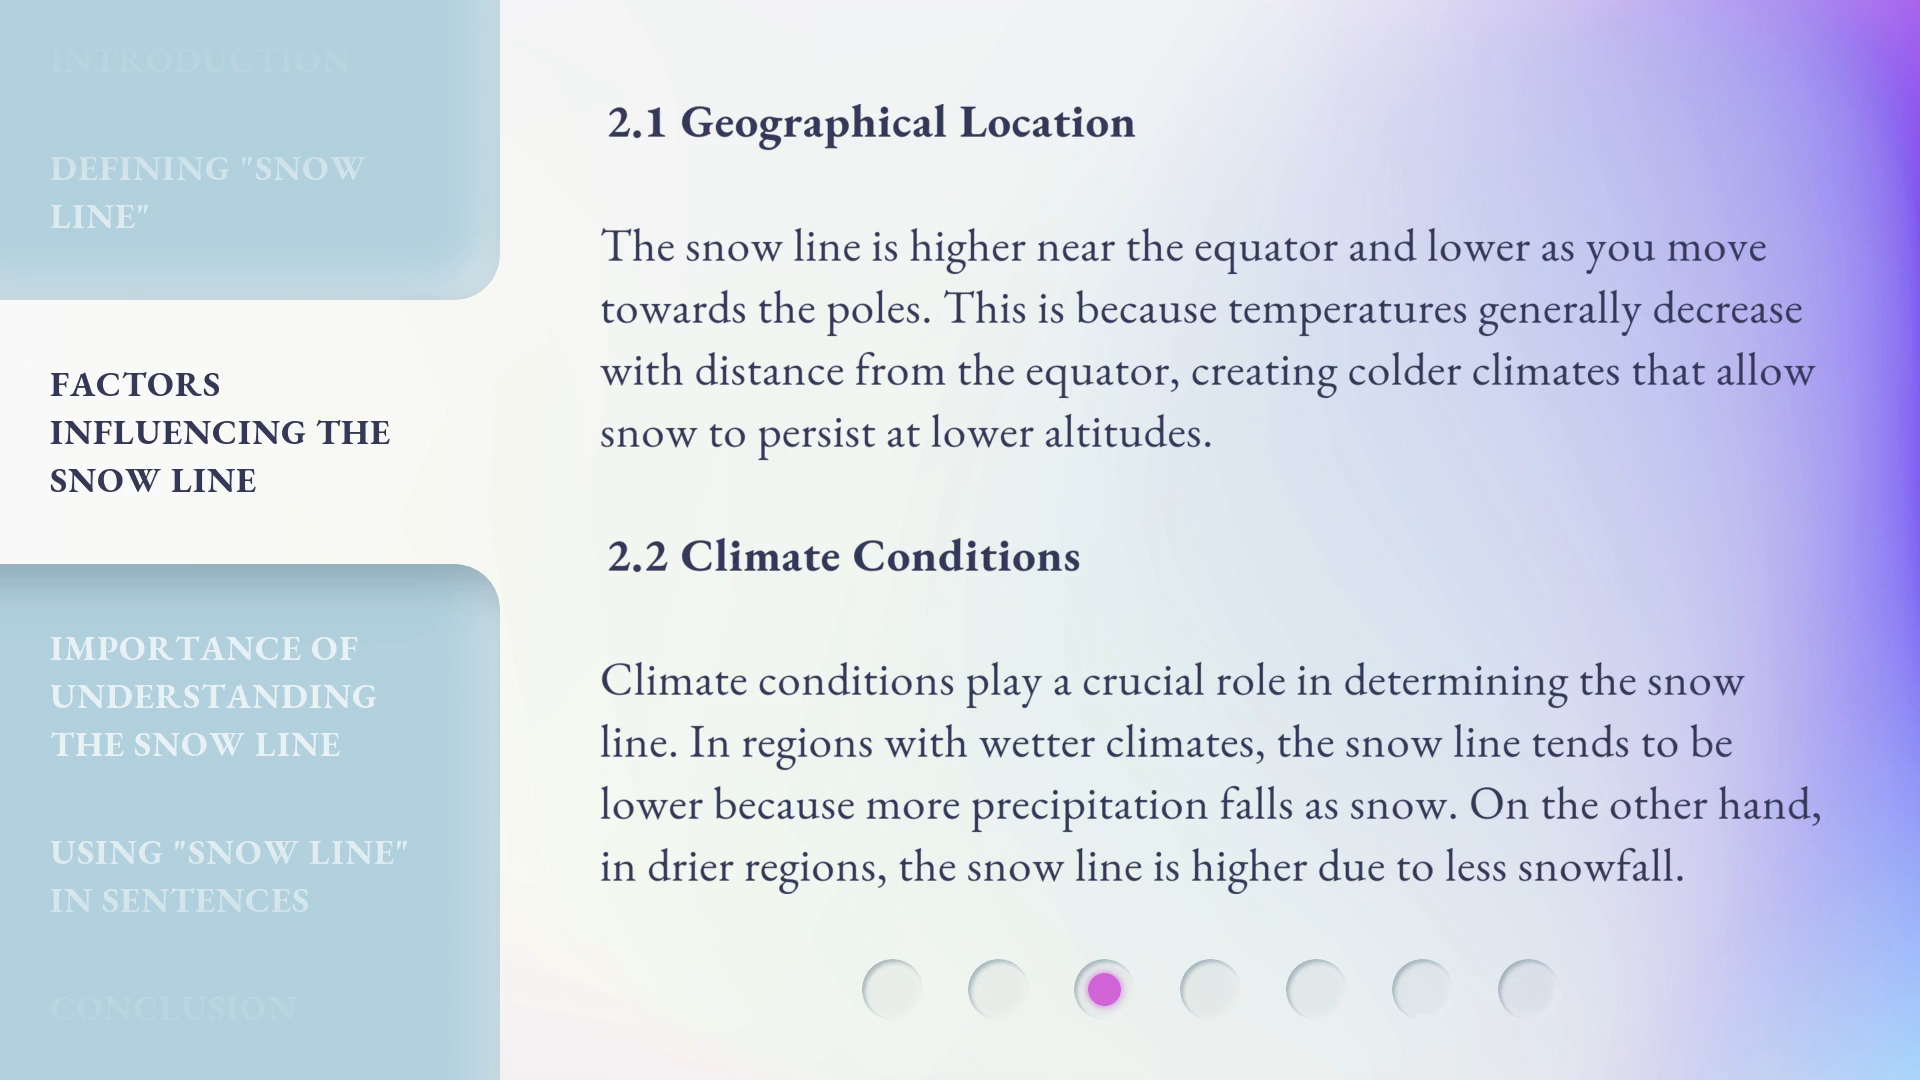 INTRODUCTION
DEFINING "SNOW
LINE"
FACTORS
INFLUENCING THE
SNOW LINE
IMPORTANCE OF
UNDERSTANDING
THE SNOW LINE
USING "SNOW LINE"
IN SENTENCES
CONCLUSION
2.1 Geographical Location
The snow line is higher near the equator and lower as you move
towards the poles. This is because temperatures generally decrease
with distance from the equator, creating colder climates that allow
snow to persist at lower altitudes.
2.2 Climate Conditions
Climate conditions play a crucial role in determining the snow
line. In regions with wetter climates, the snow line tends to be
lower because more precipitation falls as snow. On the other hand,
in drier regions, the snow line is higher due to less snowfall.